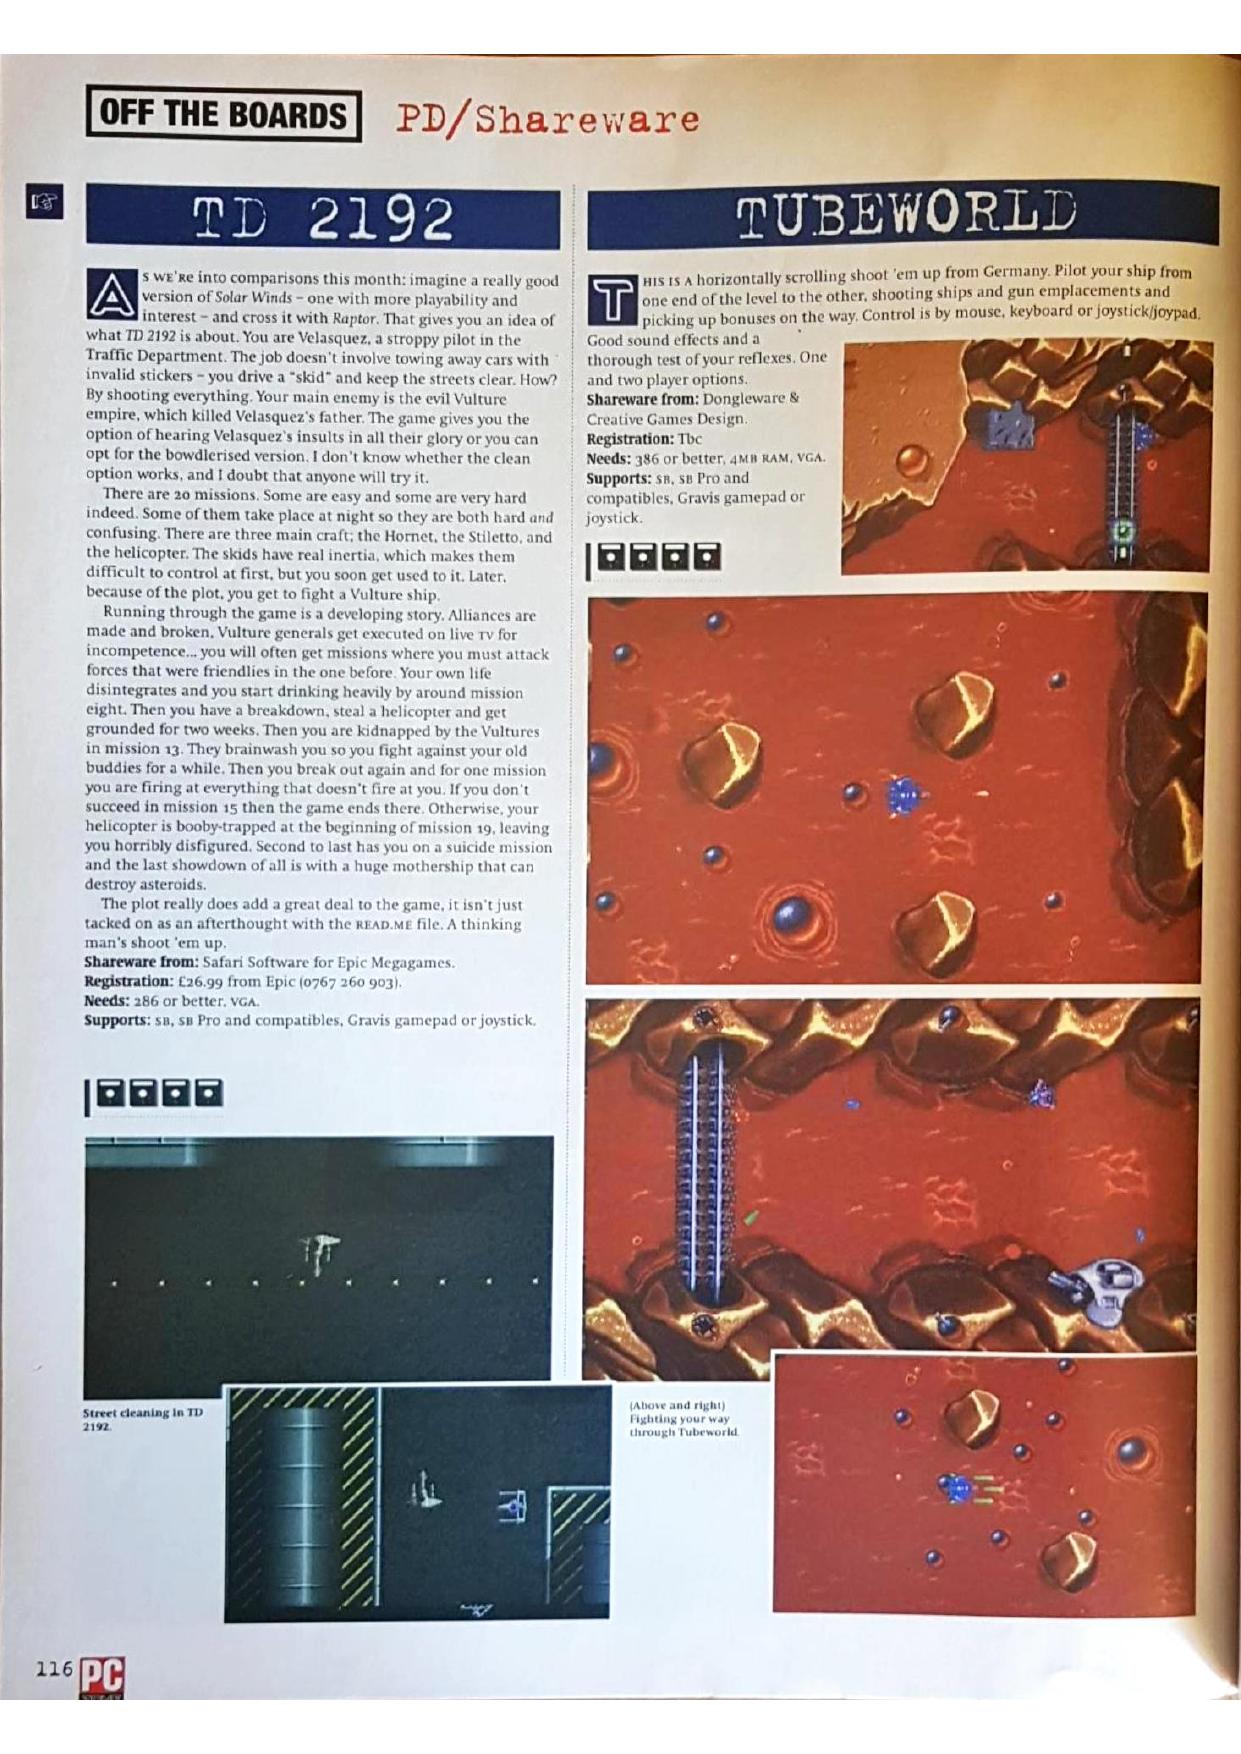 OFF THE BOARDS
PD/Shareware
TD 2192
AS WE'RE into comparisons this month: imagine a really good
version of Solar Winds – one with more playability and
interest – and cross it with Raptor. That gives you an idea of
what TD 2192 is about. You are Velasquez, a stroppy pilot in the
Traffic Department. The job doesn't involve towing away cars with
invalid stickers – you drive a "skid" and keep the streets clear. How?
By shooting everything. Your main enemy is the evil Vulture
empire, which killed Velasquez's father. The game gives you the
option of hearing Velasquez's insults in all their glory or you can
opt for the bowdlerised version. I don't know whether the clean
option works, and I doubt that anyone will try it.
There are 20 missions. Some are easy and some are very hard
indeed. Some of them take place at night so they are both hard and
confusing. There are three main craft; the Hornet, the Stiletto, and
the helicopter. The skids have real inertia, which makes them
difficult to control at first, but you soon get used to it. Later,
because of the plot, you get to fight a Vulture ship.
Running through the game is a developing story. Alliances are
made and broken, Vulture generals get executed on live TV for
incompetence... you will often get missions where you must attack
forces that were friendlies in the one before. Your own life
disintegrates and you start drinking heavily by around mission
eight. Then you have a breakdown, steal a helicopter and get
grounded for two weeks. Then you are kidnapped by the Vultures
in mission 13. They brainwash you so you fight against your old
buddies for a while. Then you break out again and for one mission
you are firing at everything that doesn't fire at you. If you don't
succeed in mission 15 then the game ends there. Otherwise, your
helicopter is booby-trapped at the beginning of mission 19, leaving
you horribly disfigured. Second to last has you on a suicide mission
and the last showdown of all is with a huge mothership that can
destroy asteroids.
The plot really does add a great deal to the game, it isn't just
tacked on as an afterthought with the READ.ME file. A thinking
man's shoot 'em up.
Shareware from: Safari Software for Epic Megagames.
Registration: £26.99 from Epic (0767 260 903).
Needs: 286 or better, VGA.
Supports: SB, SB Pro and compatibles, Gravis gamepad or joystick.
Street cleaning in TD
2192.
TUBEWORLD
THIS IS A horizontally scrolling shoot 'em up from Germany. Pilot your ship from
one end of the level to the other, shooting ships and gun emplacements and
picking up bonuses on the way. Control is by mouse, keyboard or joystick/joypad.
Good sound effects and a
thorough test of your reflexes. One
and two player options.
Shareware from: Dongleware &
Creative Games Design.
Registration: Tbc
Needs: 386 or better, 4MB RAM, VGA.
Supports: SB, SB Pro and
compatibles, Gravis gamepad or
joystick.
(Above and right)
Fighting your way
through Tubeworld.
116
PC